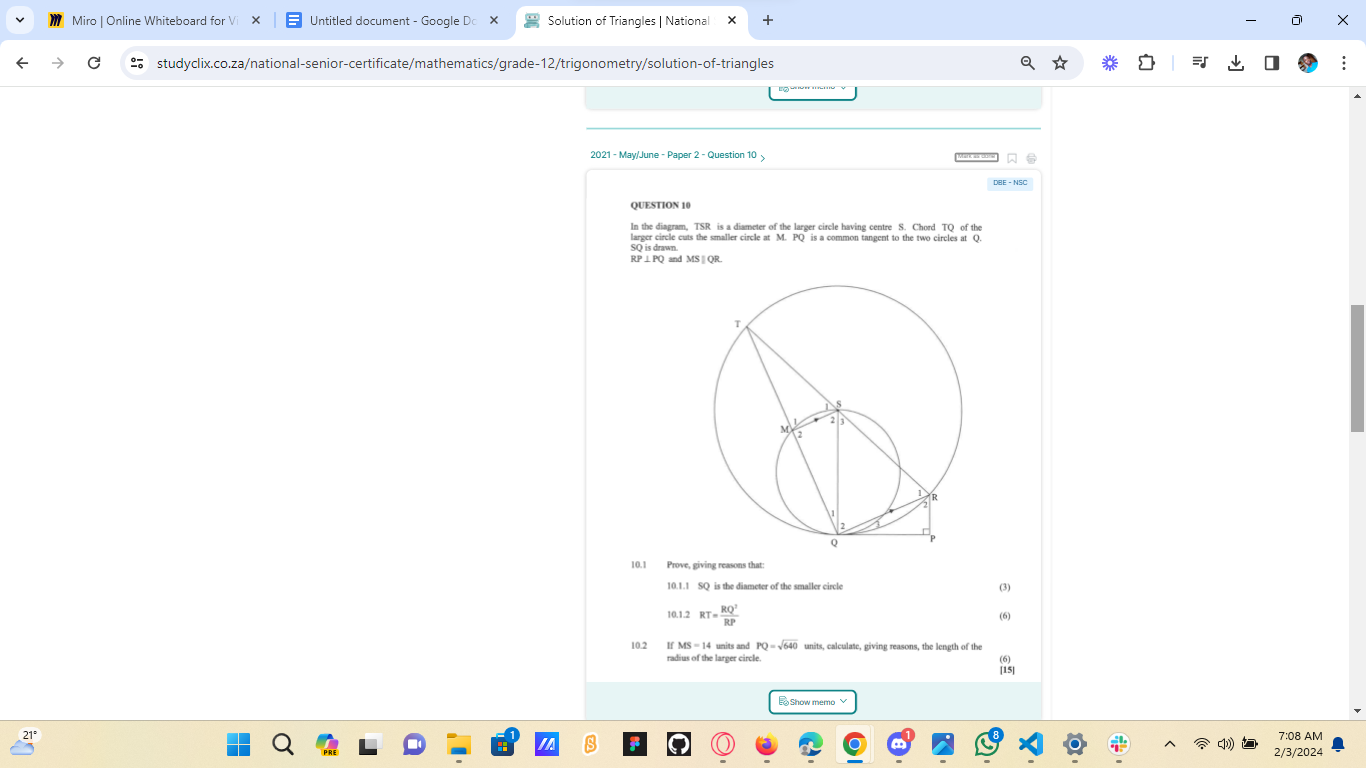 Miro | Online Whiteboard for Vi
Untitled document - Google Do
Solution of Triangles | National
studyclix.co.za/national-senior-certificate/mathematics/grade-12/trigonometry/solution-of-triangles
Show memo
2021 - May/June - Paper 2 - Question 10
Mark as done
DBE - NSC
QUESTION 10
In the diagram, TSR is a diameter of the larger circle having centre S. Chord TQ of the
larger circle cuts the smaller circle at M. PQ is a common tangent to the two circles at Q.
SQ is drawn.
RP ⊥ PQ and MS || QR.
T
1 S
M 1 2 3
2
1 R
2
1 2 3
Q P
10.1 Prove, giving reasons that:
10.1.1 SQ is the diameter of the smaller circle (3)
10.1.2 RT = RQ²/RP (6)
10.2 If MS = 14 units and PQ = √640 units, calculate, giving reasons, the length of the
radius of the larger circle. (6)
[15]
Show memo
21°
PRE
1
1
8
7:08 AM
2/3/2024